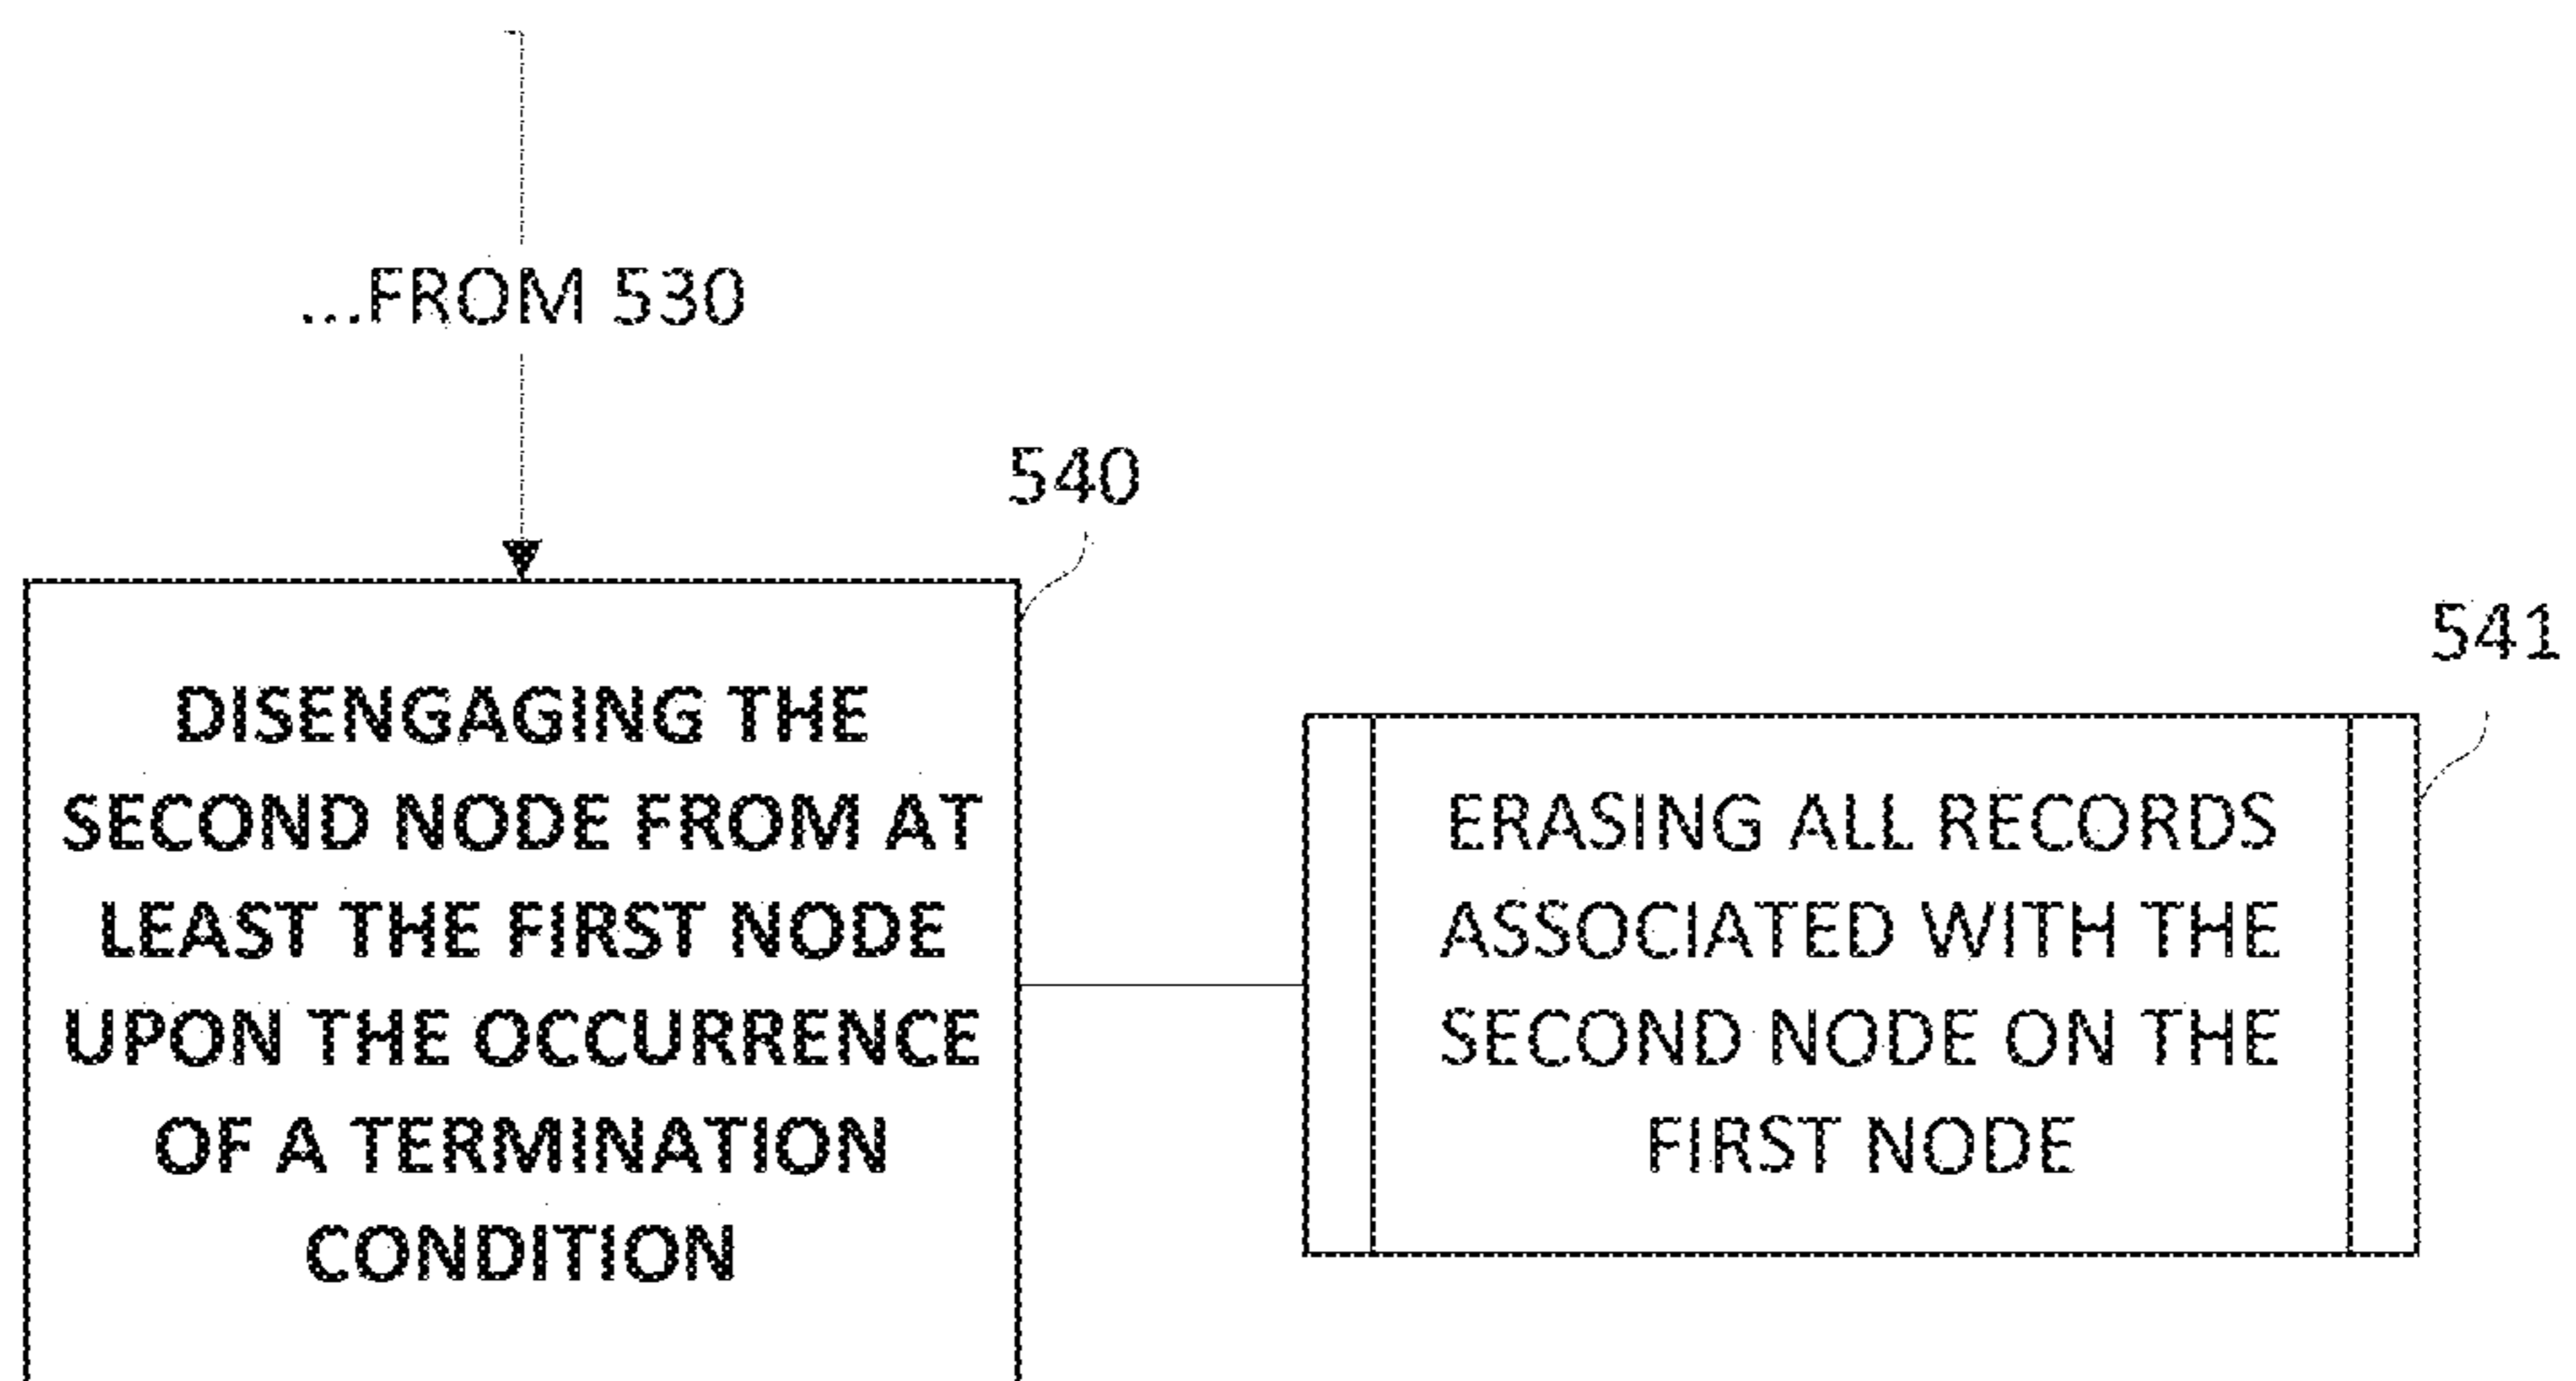 ...FROM 530
540
DISENGAGING THE
SECOND NODE FROM AT
LEAST THE FIRST NODE
UPON THE OCCURRENCE
OF A TERMINATION
CONDITION
541
ERASING ALL RECORDS
ASSOCIATED WITH THE
SECOND NODE ON THE
FIRST NODE